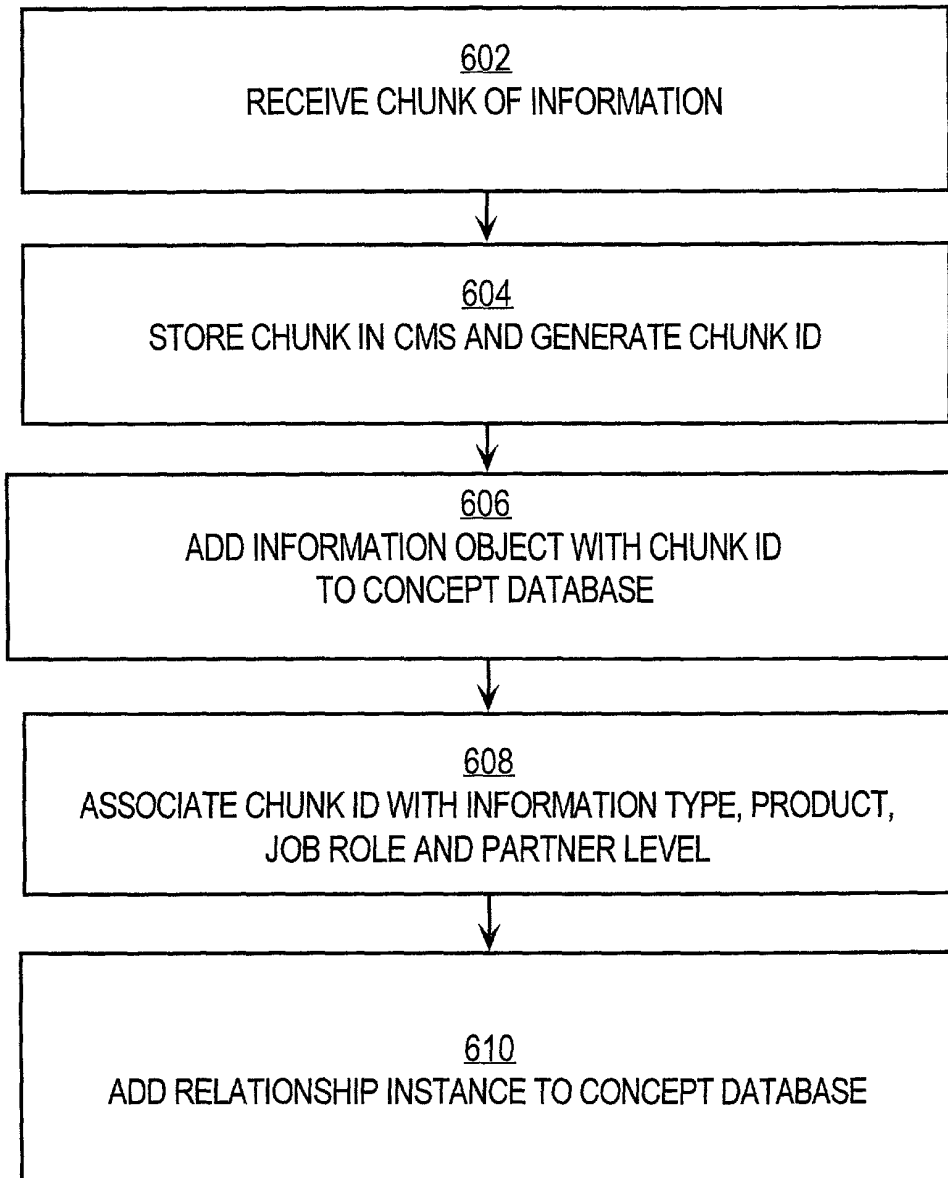 602
RECEIVE CHUNK OF INFORMATION
604
STORE CHUNK IN CMS AND GENERATE CHUNK ID
606
ADD INFORMATION OBJECT WITH CHUNK ID
TO CONCEPT DATABASE
608
ASSOCIATE CHUNK ID WITH INFORMATION TYPE, PRODUCT,
JOB ROLE AND PARTNER LEVEL
610
ADD RELATIONSHIP INSTANCE TO CONCEPT DATABASE